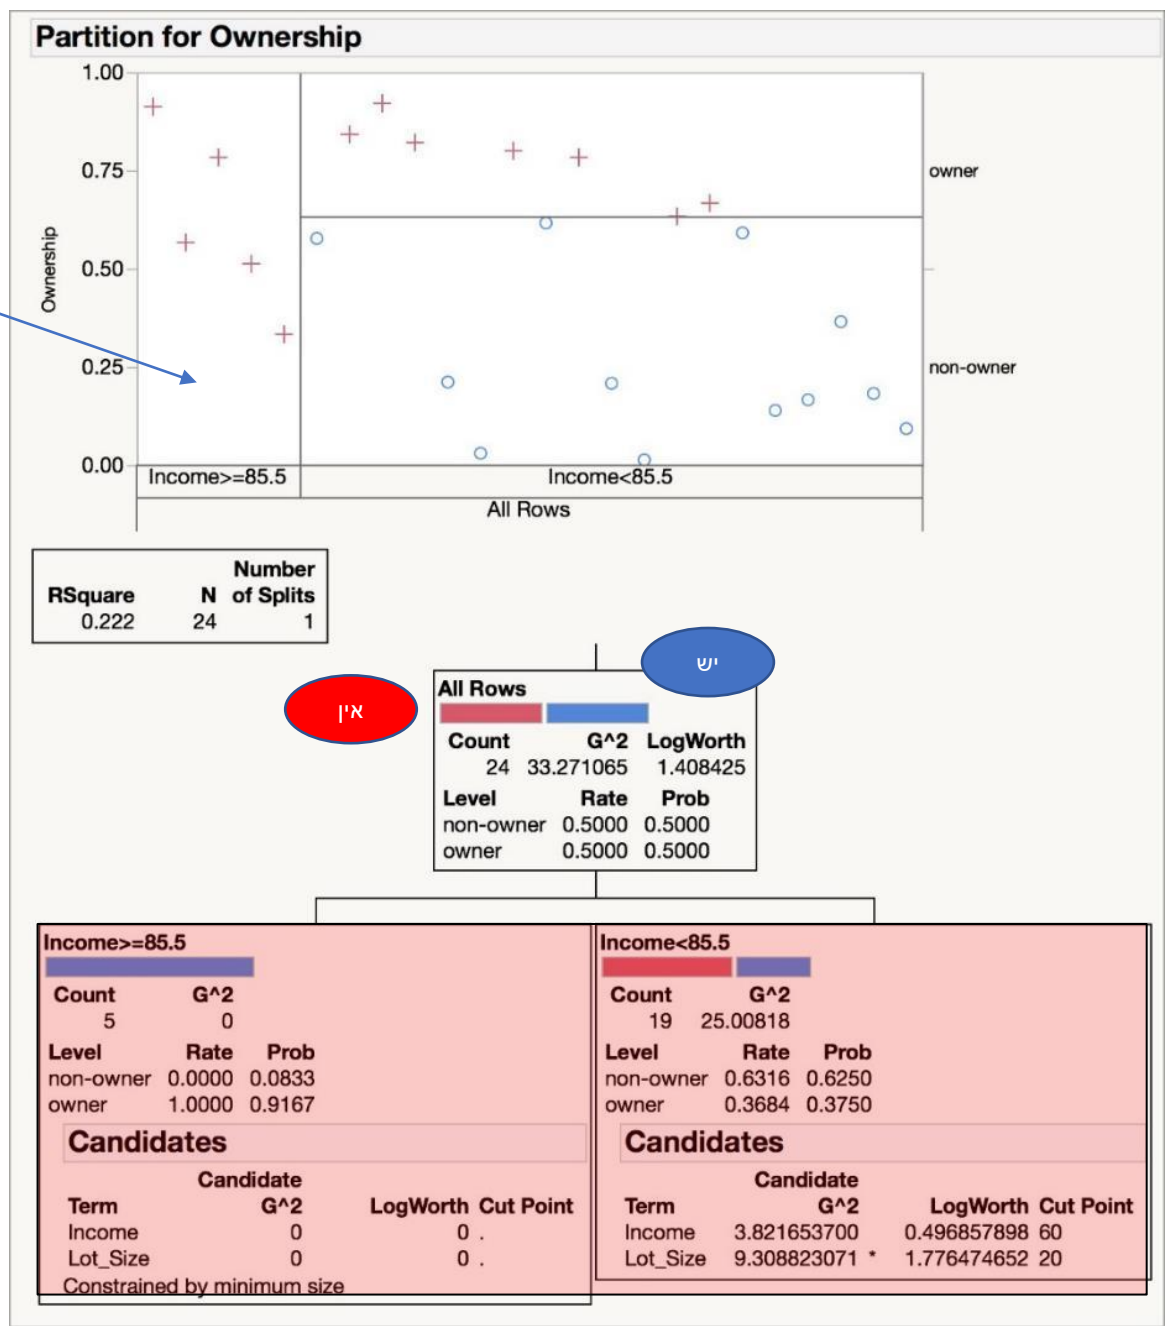 Partition for Ownership
1.00
0.75
0.50
0.25
0.00
Ownership
owner
non-owner
Income>=85.5 Income<85.5
All Rows
Number
RSquare N of Splits
0.222 24 1
יש
אין
All Rows
Count G^2 LogWorth
24 33.271065 1.408425
Level Rate Prob
non-owner 0.5000 0.5000
owner 0.5000 0.5000
Income>=85.5
Count G^2
5 0
Level Rate Prob
non-owner 0.0000 0.0833
owner 1.0000 0.9167
Candidates
Candidate
Term G^2 LogWorth Cut Point
Income 0 0 .
Lot_Size 0 0 .
Constrained by minimum size
Income<85.5
Count G^2
19 25.00818
Level Rate Prob
non-owner 0.6316 0.6250
owner 0.3684 0.3750
Candidates
Candidate
Term G^2 LogWorth Cut Point
Income 3.821653700 0.496857898 60
Lot_Size 9.308823071 * 1.776474652 20